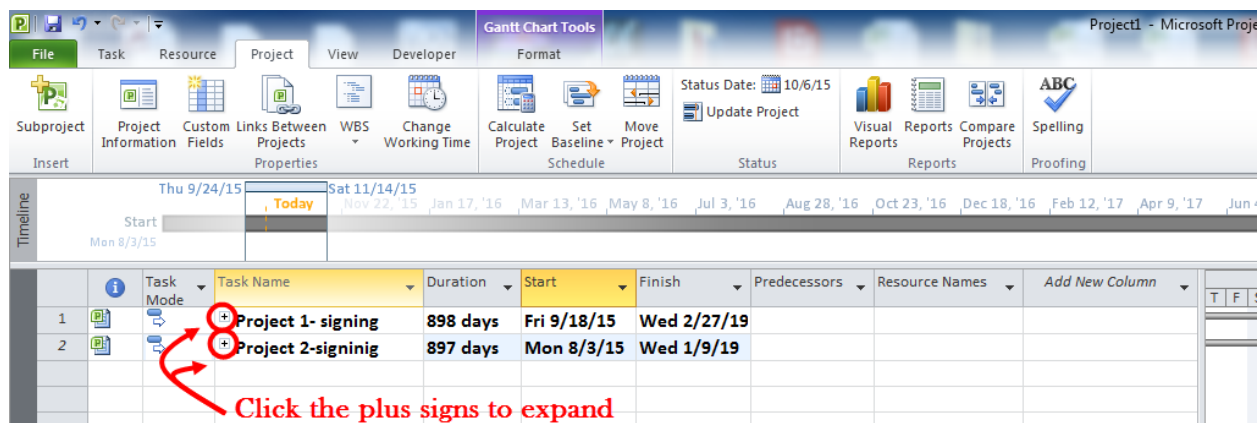 Gantt Chart Tools
Project1 - Microsoft Proje
File Task Resource Project View Developer Format
Subproject
Project Information
Custom Fields
Links Between Projects
WBS
Change Working Time
Calculate Project
Set Baseline
Move Project
Status Date: 10/6/15
Update Project
Visual Reports
Reports
Compare Projects
ABC
Spelling
Insert Properties Schedule Status Reports Proofing
Timeline
Thu 9/24/15 Sat 11/14/15
Today Nov 22, '15 Jan 17, '16 Mar 13, '16 May 8, '16 Jul 3, '16 Aug 28, '16 Oct 23, '16 Dec 18, '16 Feb 12, '17 Apr 9, '17 Jun 4
Start
Mon 8/3/15
Task Mode Task Name Duration Start Finish Predecessors Resource Names Add New Column
T F S
1 Project 1- signing 898 days Fri 9/18/15 Wed 2/27/19
2 Project 2-signinig 897 days Mon 8/3/15 Wed 1/9/19
Click the plus signs to expand